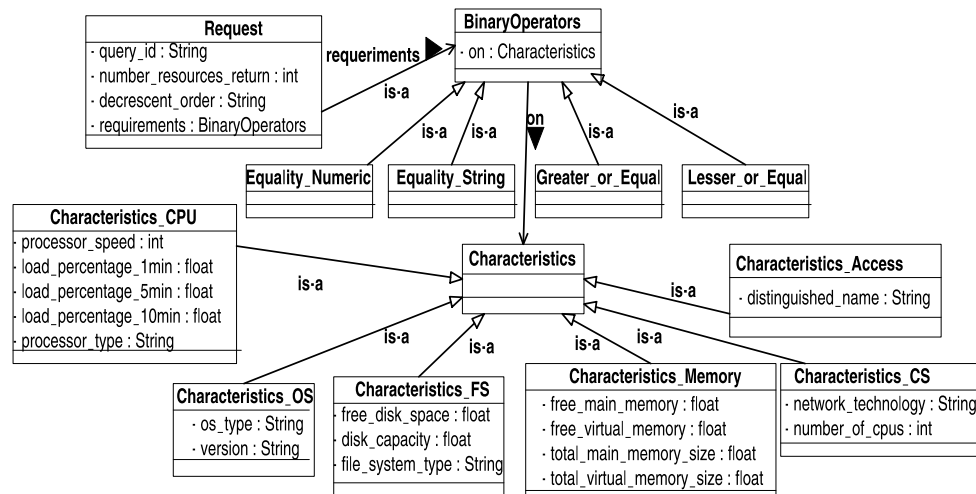 Request
- query_id : String
- number_resources_return : int
- decrescent_order : String
- requirements : BinaryOperators
requeriments
is-a
BinaryOperators
- on : Characteristics
is-a
is-a
on
is-a
is-a
Equality_Numeric
Equality_String
Greater_or_Equal
Lesser_or_Equal
Characteristics_CPU
- processor_speed : int
- load_percentage_1min : float
- load_percentage_5min : float
- load_percentage_10min : float
- processor_type : String
is-a
Characteristics
is-a
Characteristics_Access
- distinguished_name : String
is-a
is-a
is-a
is-a
Characteristics_OS
- os_type : String
- version : String
Characteristics_FS
- free_disk_space : float
- disk_capacity : float
- file_system_type : String
Characteristics_Memory
- free_main_memory : float
- free_virtual_memory : float
- total_main_memory_size : float
- total_virtual_memory_size : float
Characteristics_CS
- network_technology : String
- number_of_cpus : int